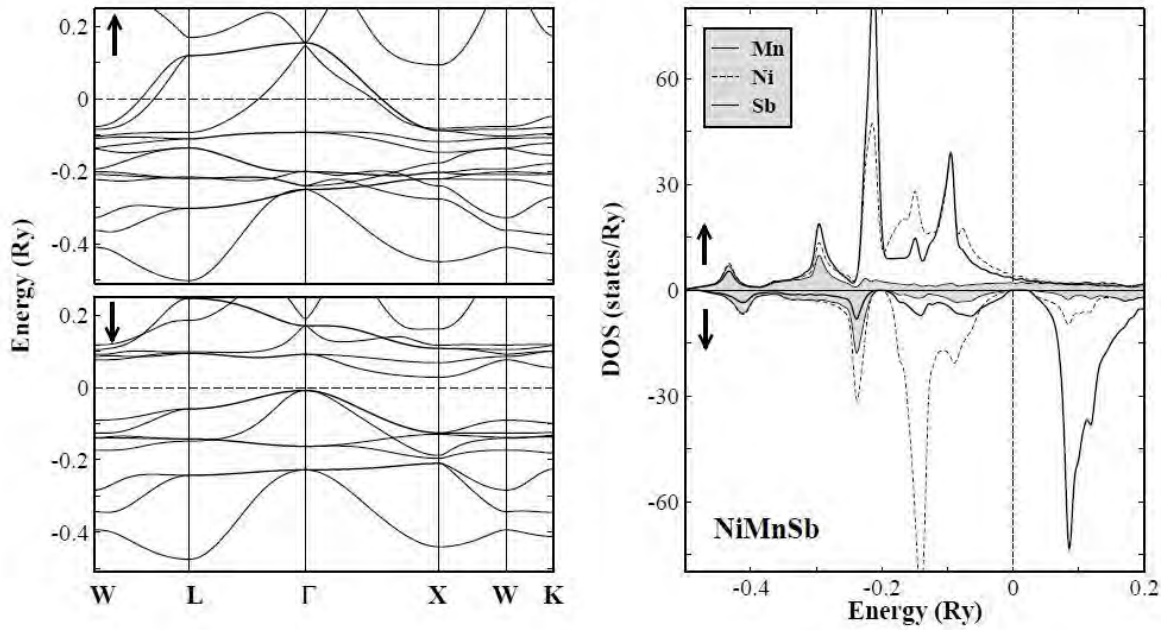 0.2
0
-0.2
-0.4
0.2
0
-0.2
-0.4
Energy (Ry)
W L Γ X W K
60
30
0
-30
-60
DOS (states/Ry)
Mn
Ni
Sb
NiMnSb
-0.4 -0.2 0 0.2
Energy (Ry)